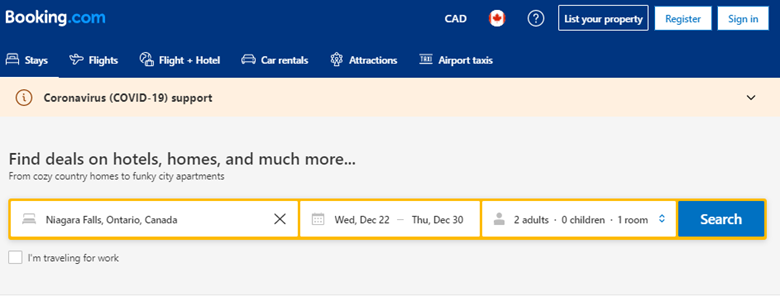 Booking.com
CAD
List your property
Register
Sign in
Stays
Flights
Flight + Hotel
Car rentals
Attractions
TAXI
Airport taxis
Coronavirus (COVID-19) support
Find deals on hotels, homes, and much more...
From cozy country homes to funky city apartments
Niagara Falls, Ontario, Canada
Wed, Dec 22 — Thu, Dec 30
2 adults · 0 children · 1 room
Search
I'm traveling for work